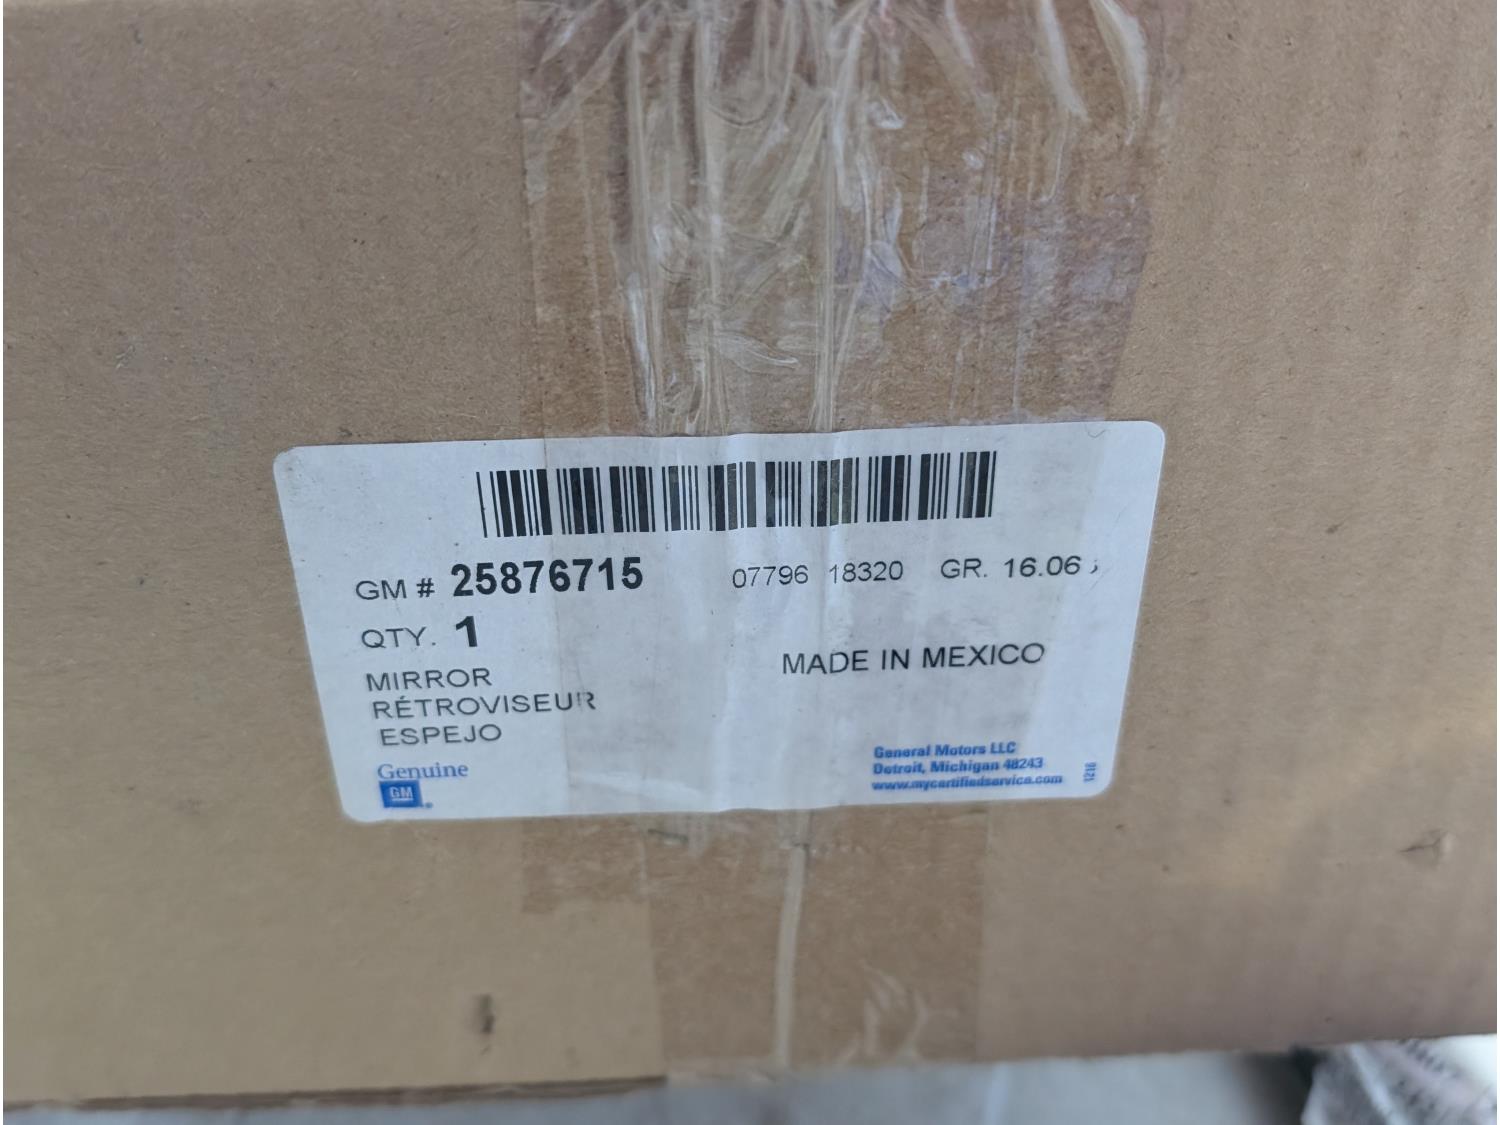 GM # 25876715 07796 18320 GR. 16.06
QTY. 1
MADE IN MEXICO
MIRROR
RÉTROVISEUR
ESPEJO
Genuine
GM
General Motors LLC
Detroit, Michigan 48243
www.mycertifiedservice.com
1216